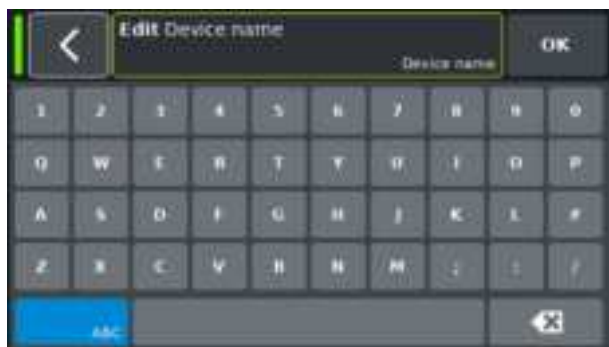 Edit Device name
OK
Device name
1 2 3 4 5 6 7 8 9 0
Q W E R T Y U I O P
A S D F G H J K L #
Z X C V B N M
ABC